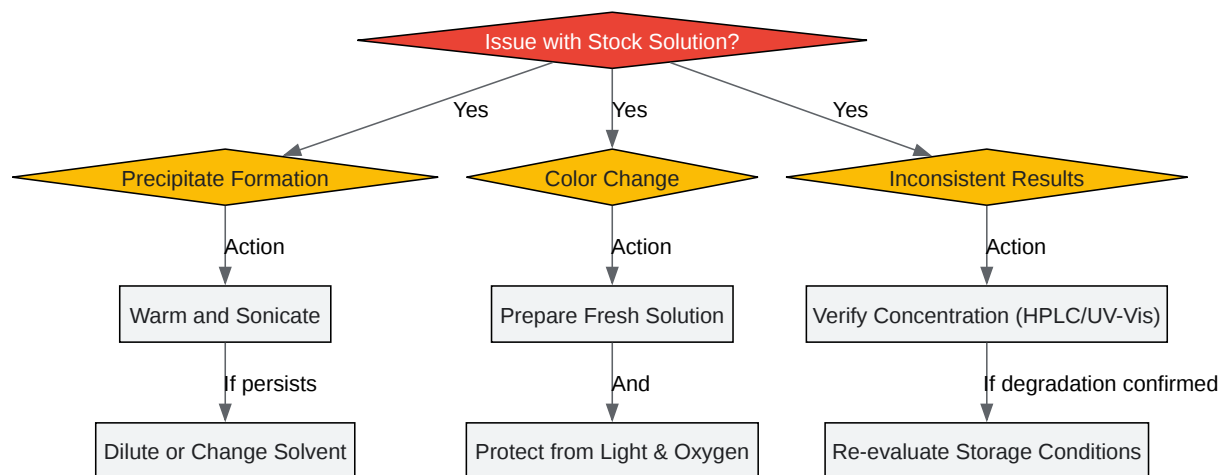 Issue with Stock Solution?
Yes
Yes
Yes
Precipitate Formation
Color Change
Inconsistent Results
Action
Action
Action
Warm and Sonicate
Prepare Fresh Solution
Verify Concentration (HPLC/UV-Vis)
If persists
And
If degradation confirmed
Dilute or Change Solvent
Protect from Light & Oxygen
Re-evaluate Storage Conditions